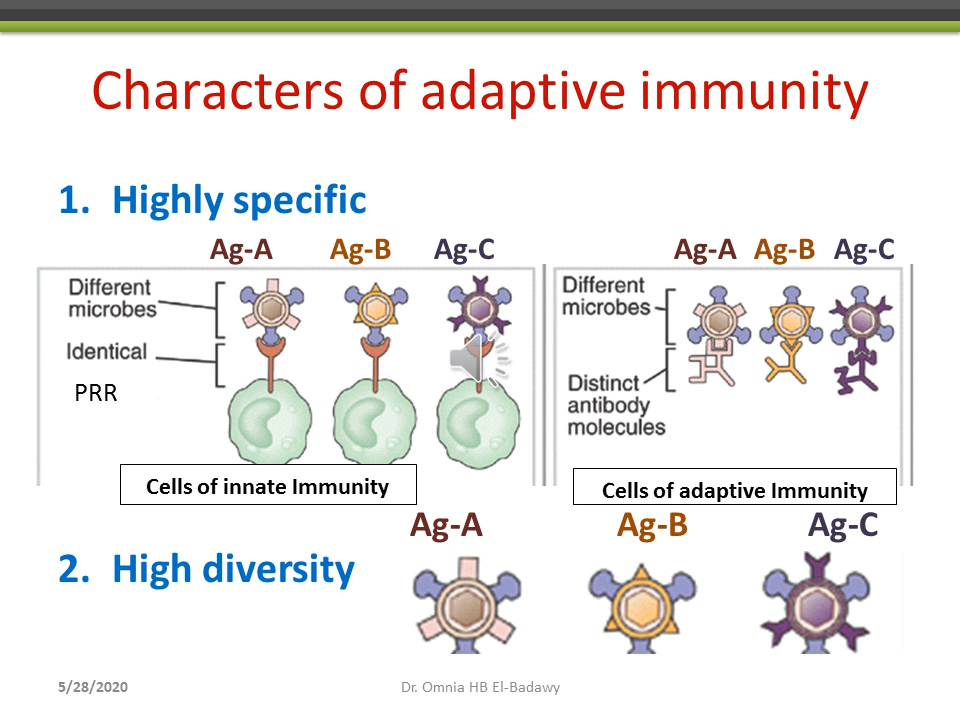 Characters of adaptive immunity
1. Highly specific
Ag-A Ag-B Ag-C
Different
microbes
Identical
PRR
Cells of innate Immunity
Ag-A Ag-B Ag-C
Different
microbes
Distinct
antibody
molecules
Cells of adaptive Immunity
Ag-A Ag-B Ag-C
2. High diversity
5/28/2020
Dr. Omnia HB El-Badawy